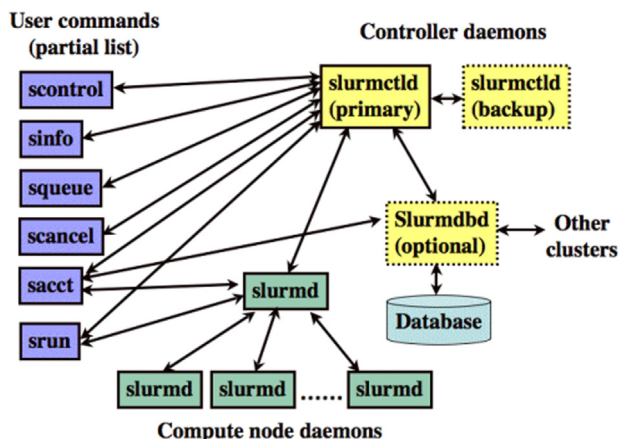 User commands
(partial list)
Controller daemons
scontrol
sinfo
squeue
scancel
sacct
srun
slurmctld
(primary)
slurmctld
(backup)
Slurmdbd
(optional)
Other
clusters
Database
slurmd
slurmd
slurmd
......
slurmd
Compute node daemons